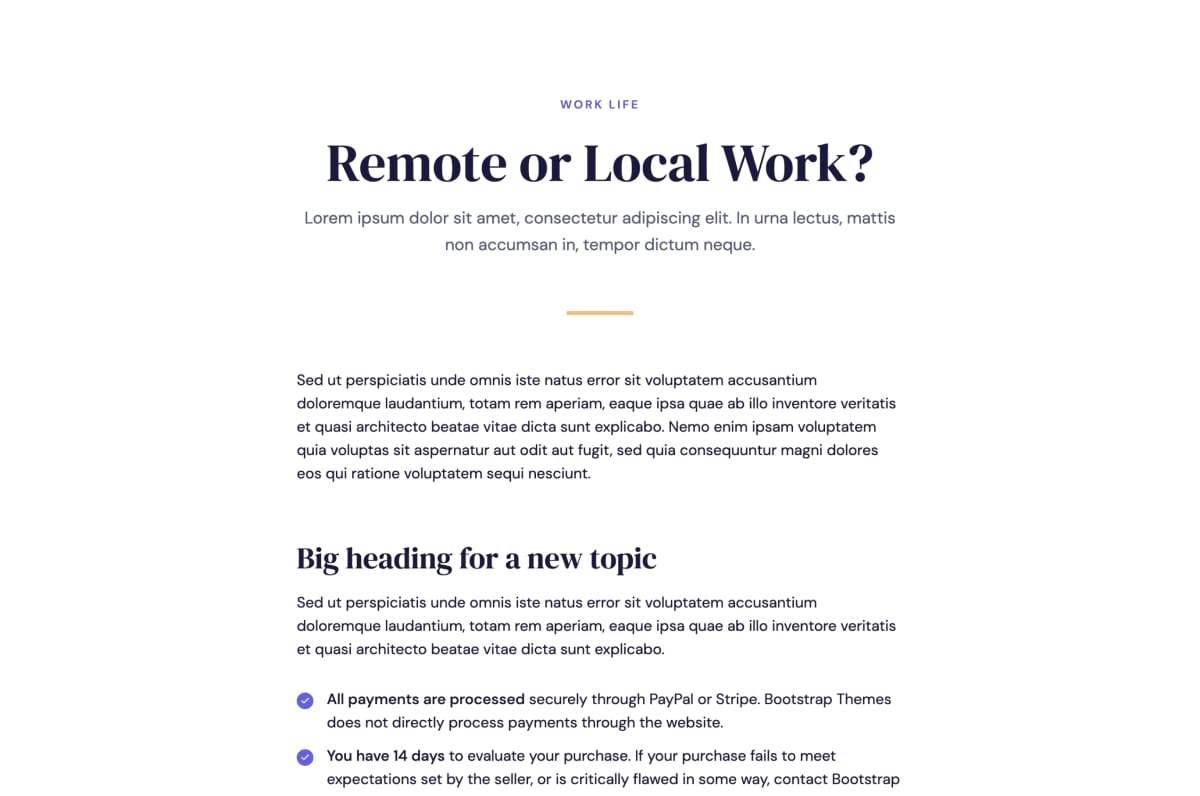 WORK LIFE
Remote or Local Work?
Lorem ipsum dolor sit amet, consectetur adipiscing elit. In urna lectus, mattis
non accumsan in, tempor dictum neque.
Sed ut perspiciatis unde omnis iste natus error sit voluptatem accusantium
doloremque laudantium, totam rem aperiam, eaque ipsa quae ab illo inventore veritatis
et quasi architecto beatae vitae dicta sunt explicabo. Nemo enim ipsam voluptatem
quia voluptas sit aspernatur aut odit aut fugit, sed quia consequuntur magni dolores
eos qui ratione voluptatem sequi nesciunt.
Big heading for a new topic
Sed ut perspiciatis unde omnis iste natus error sit voluptatem accusantium
doloremque laudantium, totam rem aperiam, eaque ipsa quae ab illo inventore veritatis
et quasi architecto beatae vitae dicta sunt explicabo.
All payments are processed securely through PayPal or Stripe. Bootstrap Themes
does not directly process payments through the website.
You have 14 days to evaluate your purchase. If your purchase fails to meet
expectations set by the seller, or is critically flawed in some way, contact Bootstrap